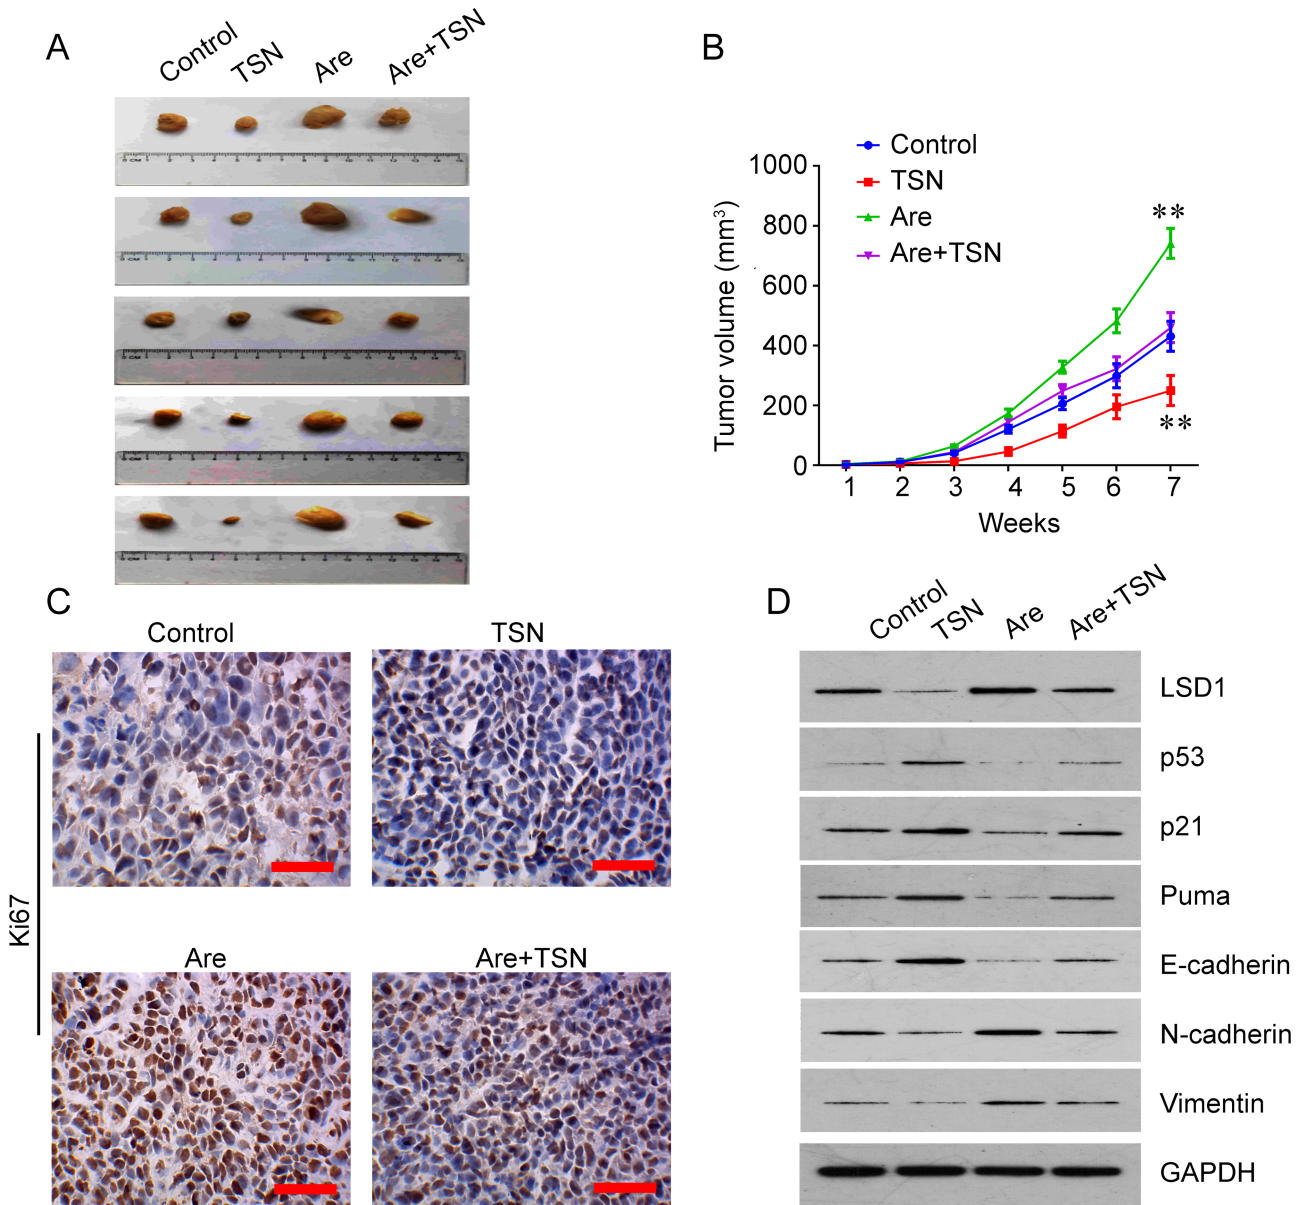 A
Control
TSN
Are
Are+TSN
B
Control
TSN
Are
Are+TSN
Tumor volume (mm³)
1000
800
600
400
200
0
**
**
1 2 3 4 5 6 7
Weeks
C
Control
TSN
Ki67
Are
Are+TSN
D
Control
TSN
Are
Are+TSN
LSD1
p53
p21
Puma
E-cadherin
N-cadherin
Vimentin
GAPDH